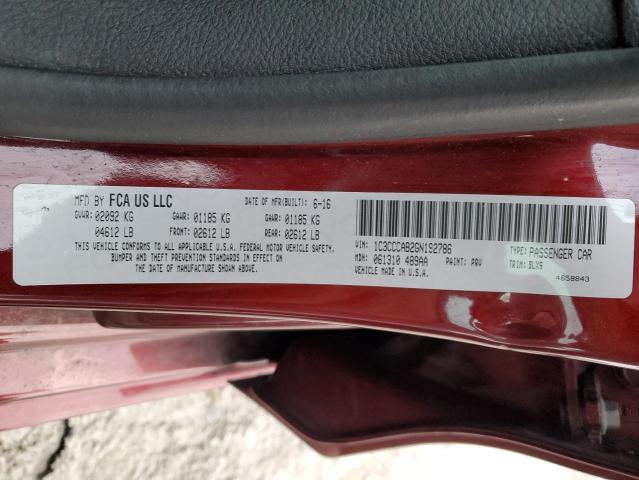 MFD BY FCA US LLC DATE OF MFR(BUILT): 6-16
GVWR: 02092 KG GAWR: 01185 KG GAWR: 01185 KG
04612 LB FRONT: 02612 LB REAR: 02612 LB
THIS VEHICLE CONFORMS TO ALL APPLICABLE U.S.A. FEDERAL MOTOR VEHICLE SAFETY,
BUMPER AND THEFT PREVENTION STANDARDS IN EFFECT ON
THE DATE OF MANUFACTURE SHOWN ABOVE.
VIN: 1C3CCCAB2GN192786 TYPE: PASSENGER CAR
MDH: 061310 489AA PAINT: PRV TRIM: BLX9
VEHICLE MADE IN U.S.A. 4658843